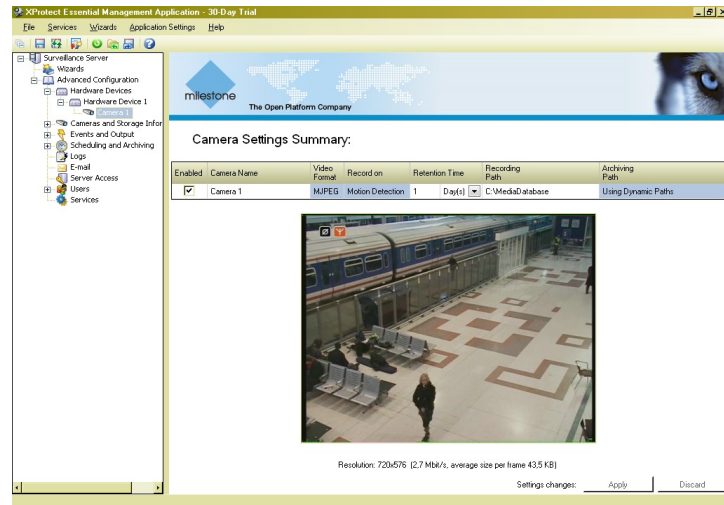 XProtect Essential Management Application - 30-Day Trial
File Services Wizards Application Settings Help
Surveillance Server
Wizards
Advanced Configuration
Hardware Devices
Hardware Device 1
Camera 1
Cameras and Storage Infor
Events and Output
Scheduling and Archiving
Logs
E-mail
Server Access
Users
Services
milestone
The Open Platform Company
Camera Settings Summary:
Enabled Camera Name Video Format Record on Retention Time Recording Path Archiving Path
Camera 1 MJPEG Motion Detection 1 Day(s) C:\MediaDatabase Using Dynamic Paths
Resolution: 720x576 (2,7 Mbit/s, average size per frame 43,5 KB)
Settings changes: Apply Discard